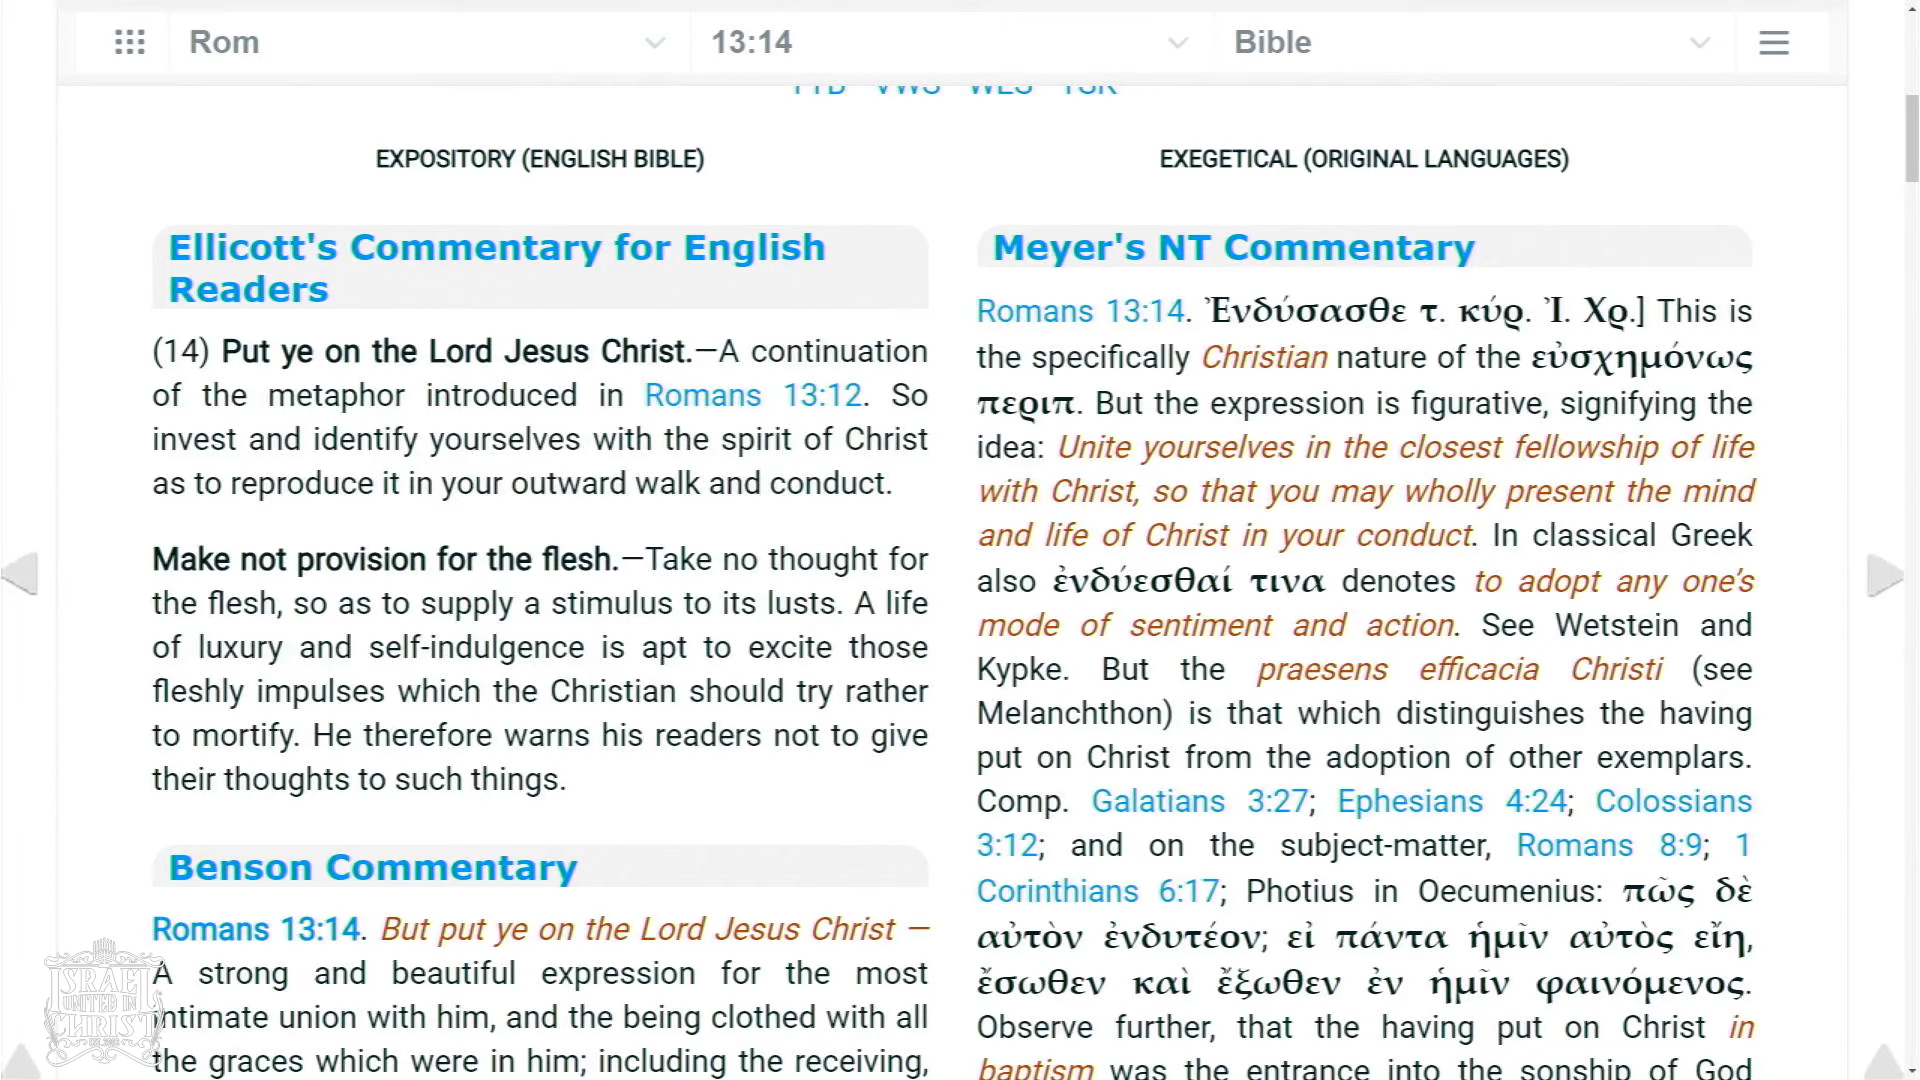 Rom
13:14
Bible
TTB VWS WES TSK
EXPOSITORY (ENGLISH BIBLE)
Ellicott's Commentary for English
Readers
(14) Put ye on the Lord Jesus Christ.—A continuation
of the metaphor introduced in Romans 13:12. So
invest and identify yourselves with the spirit of Christ
as to reproduce it in your outward walk and conduct.
Make not provision for the flesh.—Take no thought for
the flesh, so as to supply a stimulus to its lusts. A life
of luxury and self-indulgence is apt to excite those
fleshly impulses which the Christian should try rather
to mortify. He therefore warns his readers not to give
their thoughts to such things.
Benson Commentary
Romans 13:14. But put ye on the Lord Jesus Christ —
A strong and beautiful expression for the most
intimate union with him, and the being clothed with all
the graces which were in him; including the receiving,
EXEGETICAL (ORIGINAL LANGUAGES)
Meyer's NT Commentary
Romans 13:14. Ἐνδύσασθε τ. κύρ. Ἰ. Χρ.] This is
the specifically Christian nature of the εὐσχημόνως
περιπ. But the expression is figurative, signifying the
idea: Unite yourselves in the closest fellowship of life
with Christ, so that you may wholly present the mind
and life of Christ in your conduct. In classical Greek
also ἐνδύεσθαί τινα denotes to adopt any one's
mode of sentiment and action. See Wetstein and
Kypke. But the praesens efficacia Christi (see
Melanchthon) is that which distinguishes the having
put on Christ from the adoption of other exemplars.
Comp. Galatians 3:27; Ephesians 4:24; Colossians
3:12; and on the subject-matter, Romans 8:9; 1
Corinthians 6:17; Photius in Oecumenius: πῶς δὲ
αὐτὸν ἐνδυτέον; εἰ πάντα ἡμῖν αὐτὸς εἴη,
ἔσωθεν καὶ ἔξωθεν ἐν ἡμῖν φαινόμενος.
Observe further, that the having put on Christ in
baptism was the entrance into the sonship of God
ISRAEL
UNITED IN
CHRIST